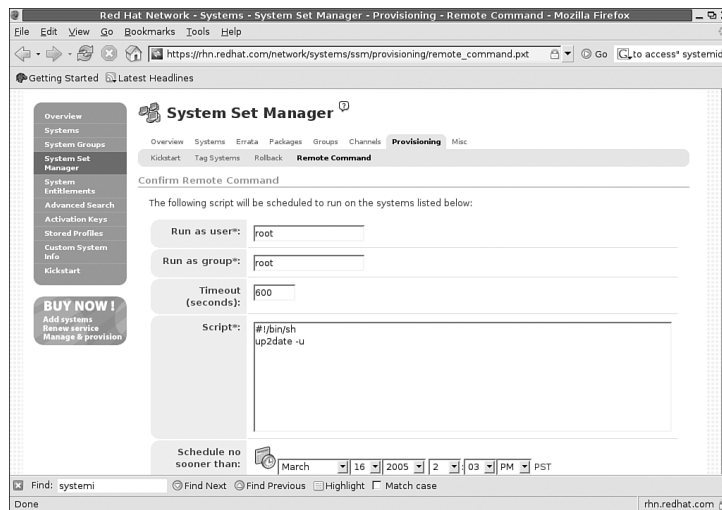 Red Hat Network - Systems - System Set Manager - Provisioning - Remote Command - Mozilla Firefox
File Edit View Go Bookmarks Tools Help
https://rhn.redhat.com/network/systems/ssm/provisioning/remote_command.pxt Go to access" systemid
Getting Started Latest Headlines
Overview
Systems
System Groups
System Set Manager
System Entitlements
Advanced Search
Activation Keys
Stored Profiles
Custom System Info
Kickstart
BUY NOW !
Add systems
Renew service
Manage & provision
System Set Manager ?
Overview Systems Errata Packages Groups Channels Provisioning Misc
Kickstart Tag Systems Rollback Remote Command
Confirm Remote Command
The following script will be scheduled to run on the systems listed below:
Run as user*: root
Run as group*: root
Timeout (seconds): 600
Script*: #!/bin/sh
up2date -u
Schedule no sooner than: March 16 2005 2 : 03 PM PST
Find: systemi Find Next Find Previous Highlight Match case
Done rhn.redhat.com